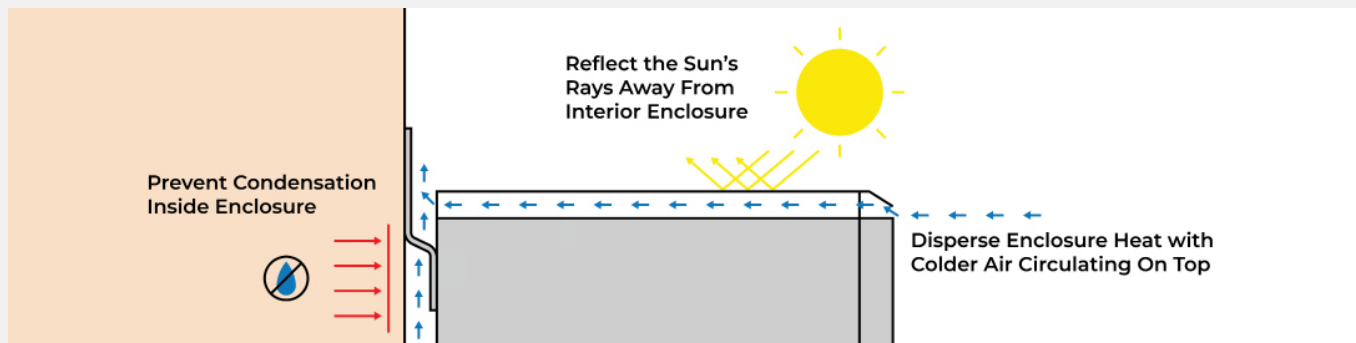 Reflect the Sun's
Rays Away From
Interior Enclosure
Prevent Condensation
Inside Enclosure
Disperse Enclosure Heat with
Colder Air Circulating On Top